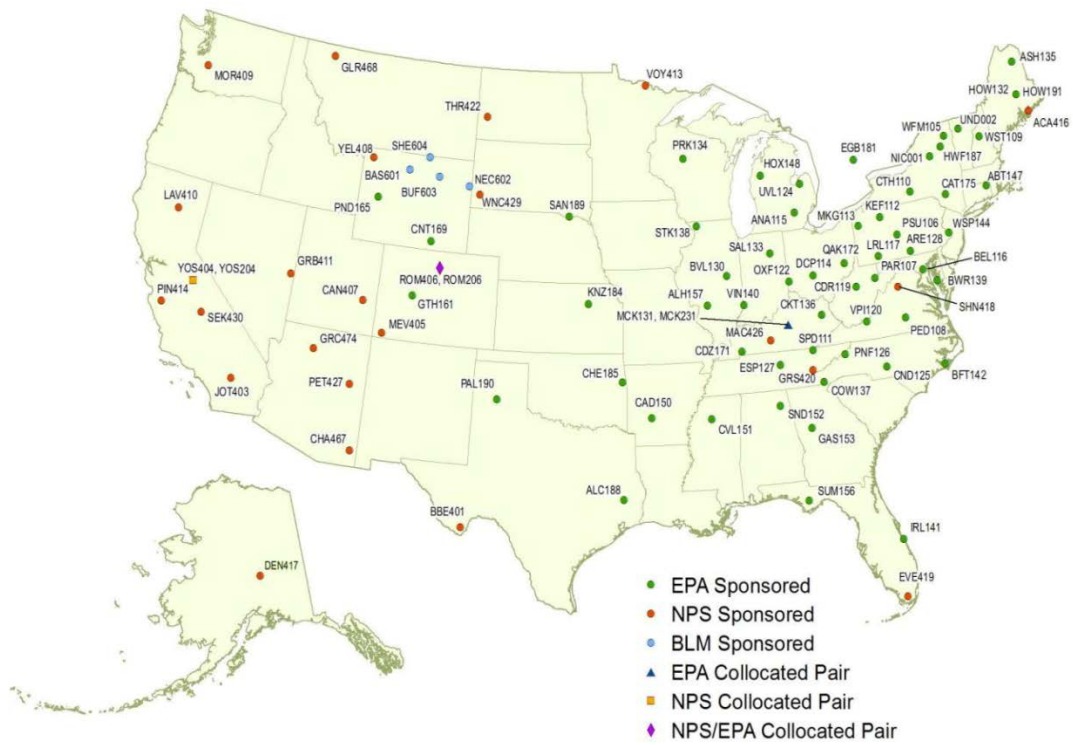 ASH135
MOR409
GLR468
VOY413
HOW132
HOW191
THR422
UND002
ACA416
WFM105
WST109
YEL408
SHE604
PRK134
EGB181
NIC001
HWF187
BAS601
BUF603
NEC602
HOX148
ABT147
UVL124
CTH110
CAT175
LAV410
PND165
WNC429
SAN189
KEF112
ANA115
MKG113
PSU106
WSP144
STK138
CNT169
LRL117
ARE128
SAL133
QAK172
BEL116
YOS404, YOS204
GRB411
BVL130
OXF122
DCP114
PAR107
ROM406, ROM206
BWR139
PIN414
CAN407
GTH161
KNZ184
ALH157
VIN140
CDR119
CKT136
SHN418
SEK430
MCK131, MCK231
VPI120
MEV405
MAC426
PED108
GRC474
CDZ171
SPD111
PNF126
ESP127
JOT403
PET427
PAL190
CHE185
GRS420
CND125
BFT142
COW137
CAD150
SND152
CVL151
GAS153
CHA467
ALC188
SUM156
BBE401
IRL141
DEN417
EVE419
EPA Sponsored
NPS Sponsored
BLM Sponsored
EPA Collocated Pair
NPS Collocated Pair
NPS/EPA Collocated Pair